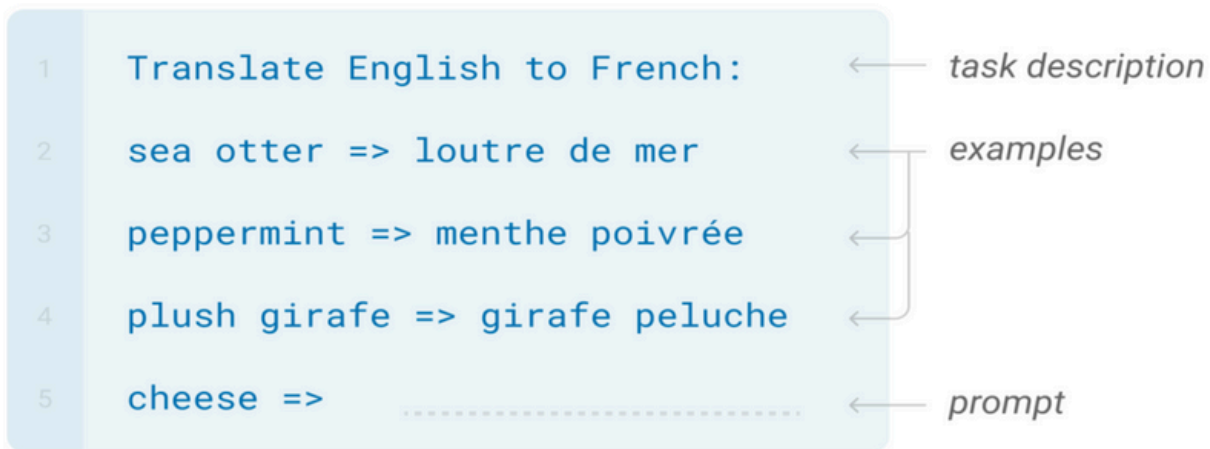 1 Translate English to French: task description
2 sea otter => loutre de mer examples
3 peppermint => menthe poivrée
4 plush girafe => girafe peluche
5 cheese => prompt